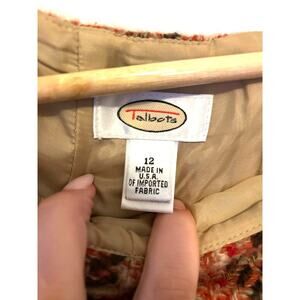 Talbots
12
MADE IN
U.S.A.
OF IMPORTED
FABRIC